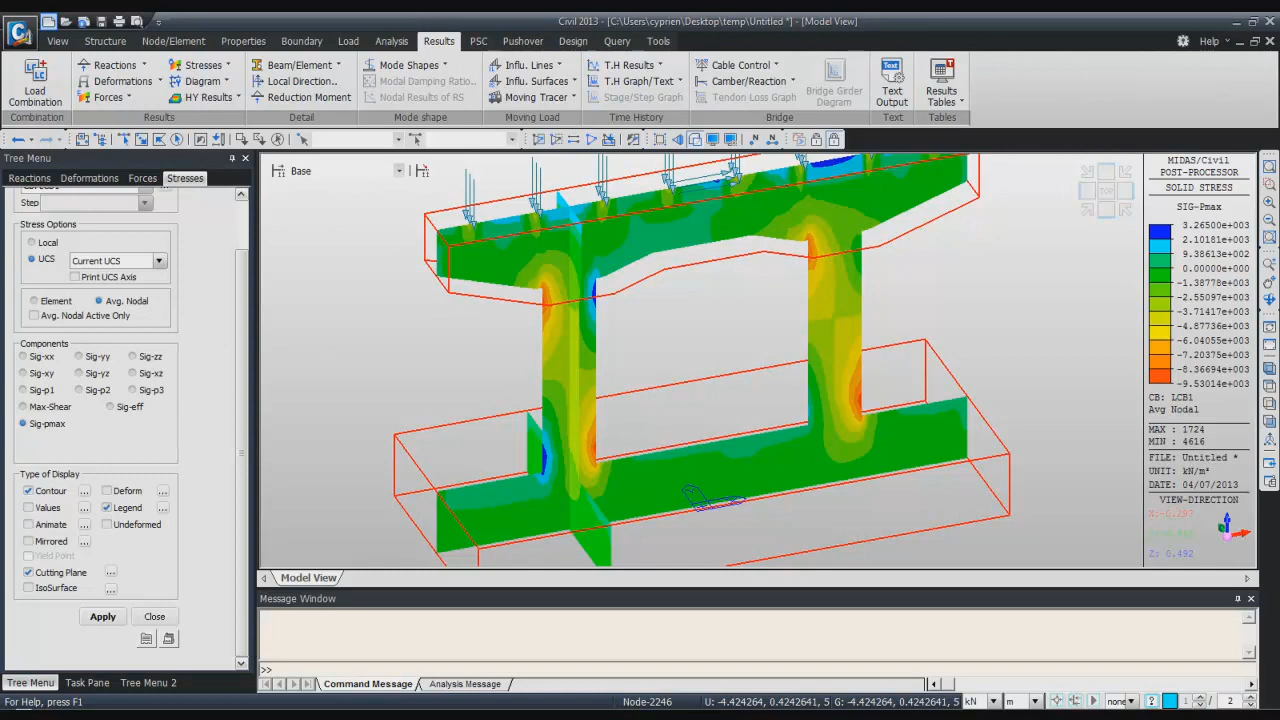 Civil 2013 - [C:\Users\cyprien\Desktop\temp\Untitled *] - [Model View]
View Structure Node/Element Properties Boundary Load Analysis Results PSC Pushover Design Query Tools Help
Load Combination
Combination
Reactions Stresses
Deformations Diagram
Forces HY Results
Results
Beam/Element
Local Direction..
Reduction Moment
Detail
Mode Shapes
Modal Damping Ratio..
Nodal Results of RS
Mode shape
Influ. Lines
Influ. Surfaces
Moving Tracer
Moving Load
T.H Results
T.H Graph/Text
Stage/Step Graph
Time History
Cable Control
Camber/Reaction
Tendon Loss Graph
Bridge Girder Diagram
Bridge
Text Output
Text
Results Tables
Tables
Tree Menu
Reactions Deformations Forces Stresses
Step
Stress Options
Local
UCS Current UCS
Print UCS Axis
Element Avg. Nodal
Avg. Nodal Active Only
Components
Sig-xx Sig-yy Sig-zz
Sig-xy Sig-yz Sig-xz
Sig-p1 Sig-p2 Sig-p3
Max-Shear Sig-eff
Sig-pmax
Type of Display
Contour ... Deform ...
Values ... Legend ...
Animate ... Undeformed
Mirrored ...
Yield Point
Cutting Plane ...
IsoSurface ...
Apply Close
Tree Menu Task Pane Tree Menu 2
Base
TOP
MIDAS/Civil
POST-PROCESSOR
SOLID STRESS
SIG-Pmax
3.26500e+003
2.10181e+003
9.38613e+002
0.00000e+000
-1.38777e+003
-2.55097e+003
-3.71417e+003
-4.87736e+003
-6.04055e+003
-7.20375e+003
-8.36694e+003
-9.53014e+003
CB: LCB1
Avg Nodal
MAX : 1724
MIN : 4616
FILE: Untitled *
UNIT: kN/m²
DATE: 04/07/2013
VIEW-DIRECTION
X:-0.293
Z: 0.492
Model View
Message Window
>>
Command Message Analysis Message
For Help, press F1 Node-2246 U: -4.424264, 0.4242641, 5 G: -4.424264, 0.4242641, 5 kN m none 1 / 2